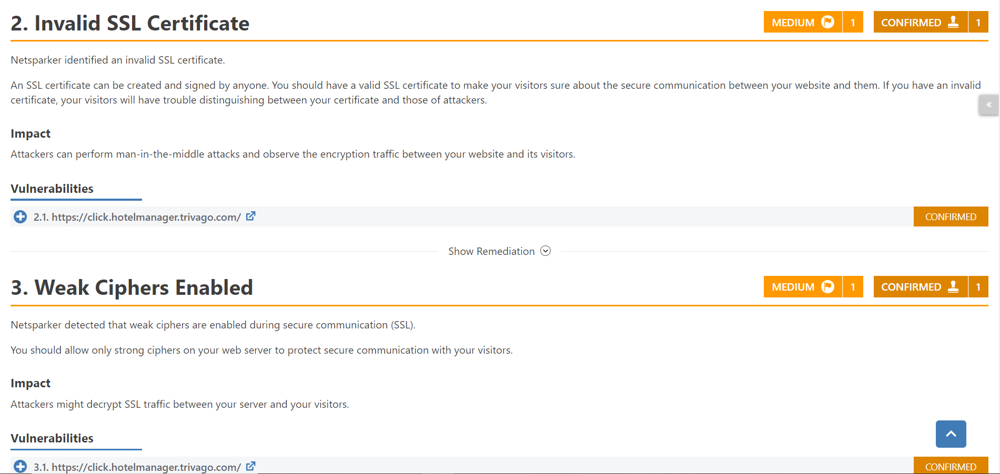 2. Invalid SSL Certificate
MEDIUM 1 CONFIRMED 1
Netsparker identified an invalid SSL certificate.
An SSL certificate can be created and signed by anyone. You should have a valid SSL certificate to make your visitors sure about the secure communication between your website and them. If you have an invalid
certificate, your visitors will have trouble distinguishing between your certificate and those of attackers.
«
Impact
Attackers can perform man-in-the-middle attacks and observe the encryption traffic between your website and its visitors.
Vulnerabilities
2.1. https://click.hotelmanager.trivago.com/ CONFIRMED
Show Remediation
3. Weak Ciphers Enabled
MEDIUM 1 CONFIRMED 1
Netsparker detected that weak ciphers are enabled during secure communication (SSL).
You should allow only strong ciphers on your web server to protect secure communication with your visitors.
Impact
Attackers might decrypt SSL traffic between your server and your visitors.
Vulnerabilities
3.1. https://click.hotelmanager.trivago.com/ CONFIRMED